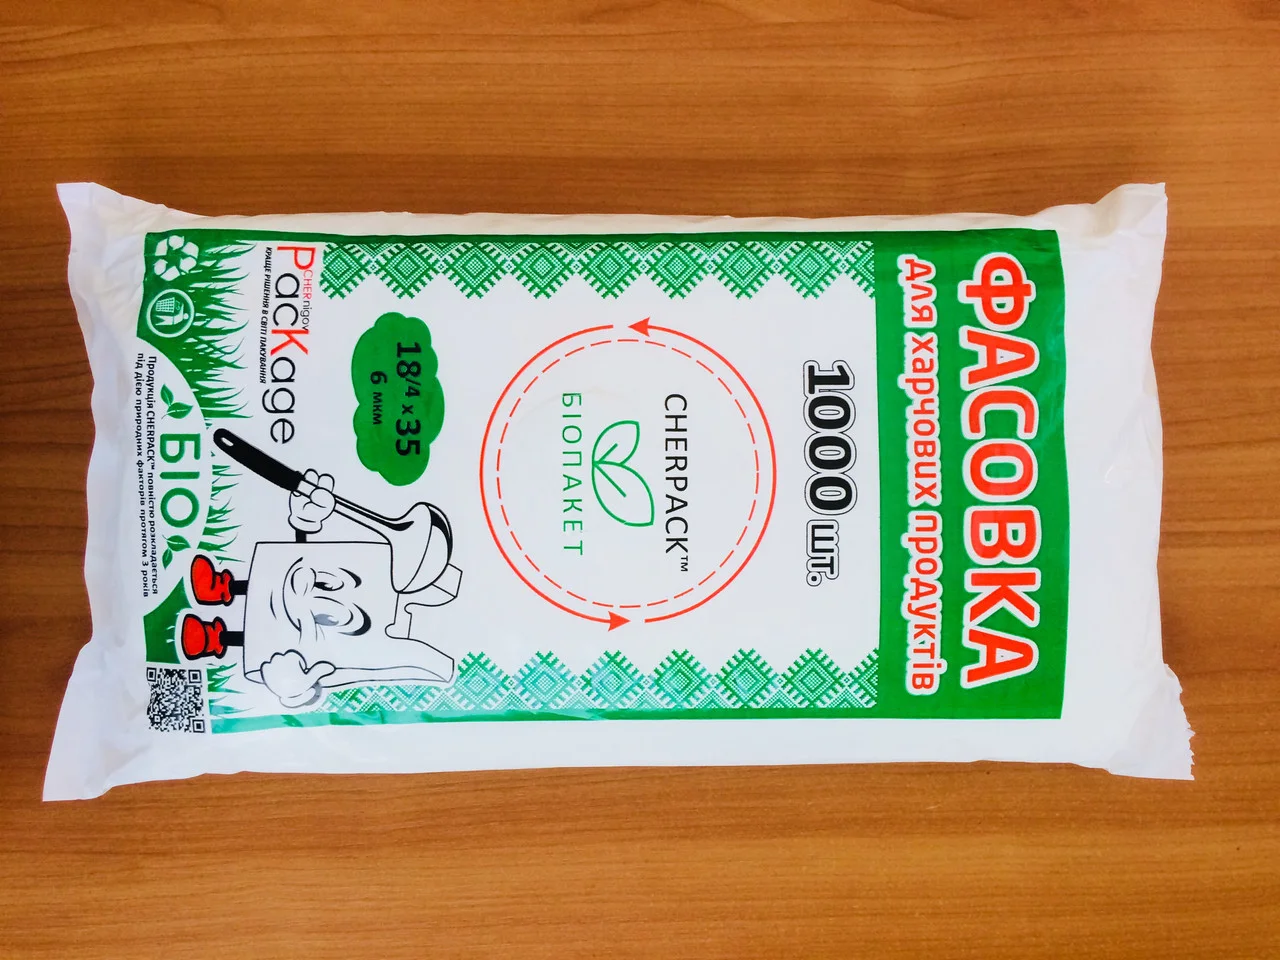 ФАСОВКА
для харчових продуктів
1000 шт.
CHERPACK™
БІОПАКЕТ
18/4 х 35
6 мкм
CHERnigov
PacKage
КРАЩЕ РІШЕННЯ В СВІТІ ПАКУВАННЯ
БІО
Продукція CHERPACK™ повністю розкладається
під дією природних факторів протягом 3 років